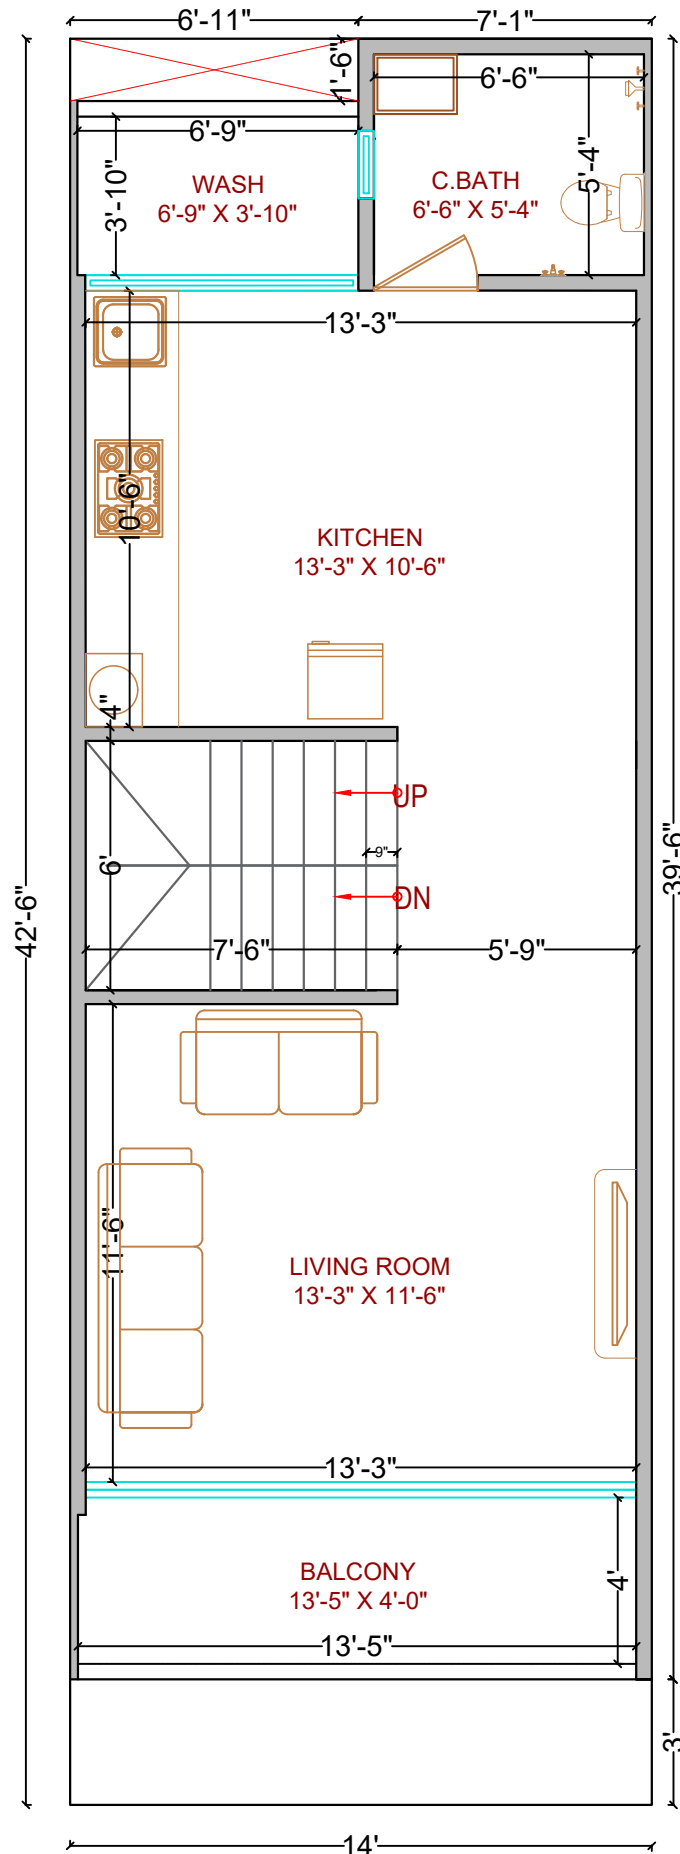 6'-11"
7'-1"
1'-6"
6'-6"
6'-9"
3'-10"
5'-4"
WASH
6'-9" X 3'-10"
C.BATH
6'-6" X 5'-4"
13'-3"
10'-6"
KITCHEN
13'-3" X 10'-6"
4"
UP
9"
6'
DN
7'-6"
5'-9"
42'-6"
39'-6"
11'-6"
LIVING ROOM
13'-3" X 11'-6"
13'-3"
BALCONY
13'-5" X 4'-0"
4'
13'-5"
3'
14'